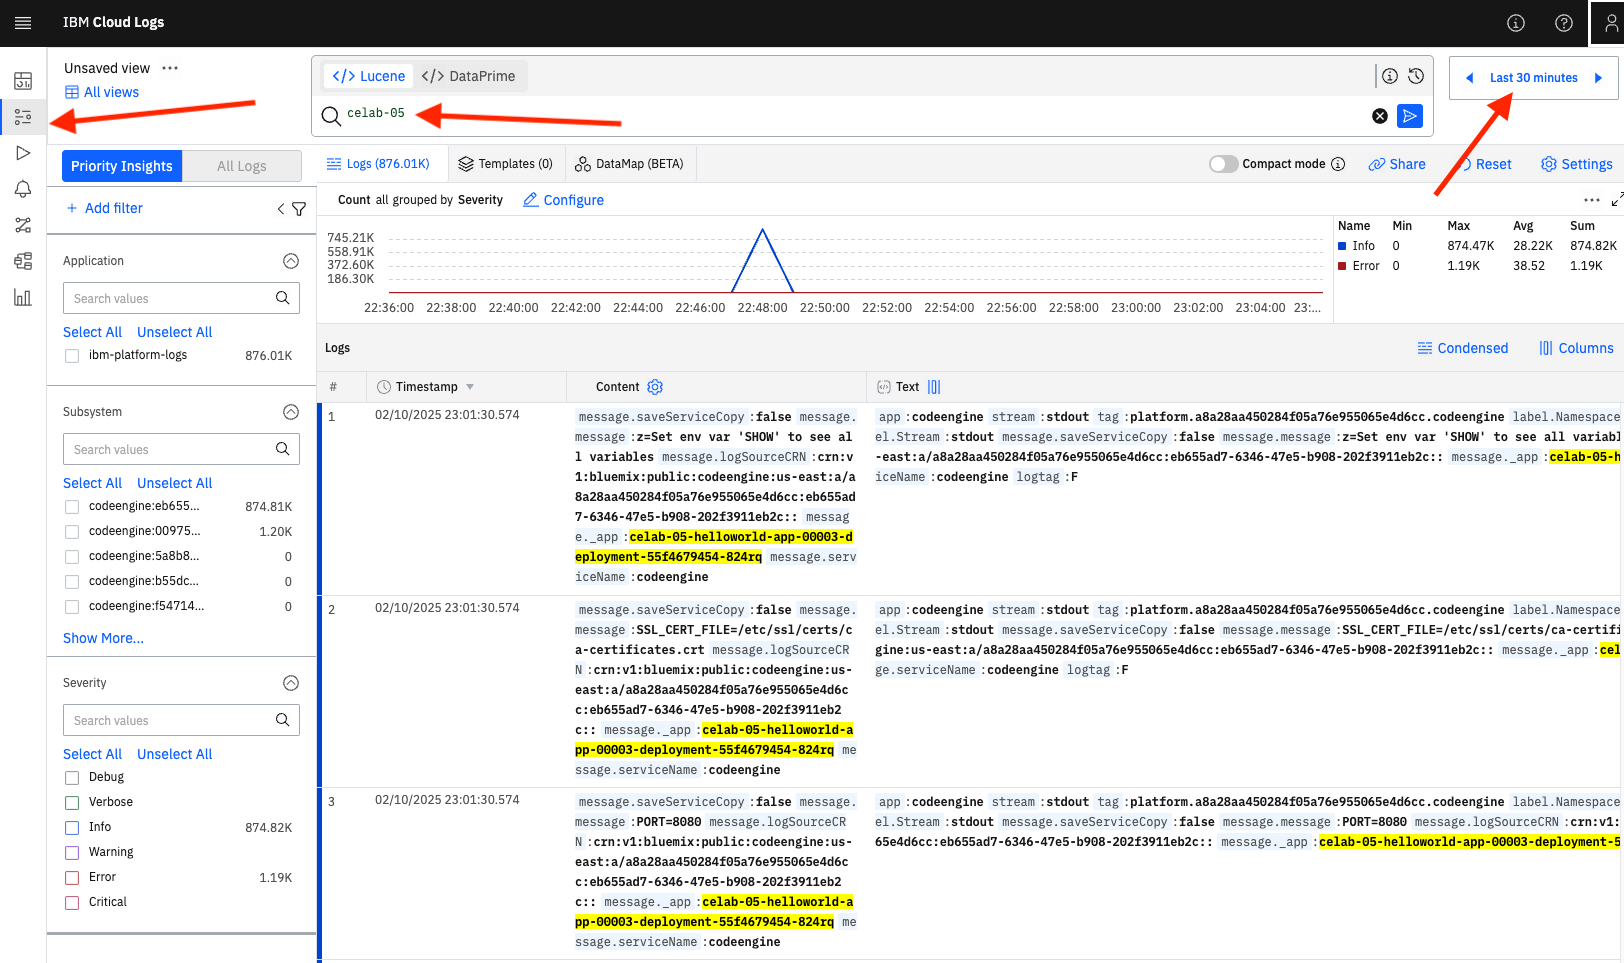 IBM Cloud Logs
Unsaved view ...
All views
</> Lucene </> DataPrime
celab-05
Last 30 minutes
Priority Insights All Logs
Logs (876.01K) Templates (0) DataMap (BETA)
Compact mode Share Reset Settings
+ Add filter
Count all grouped by Severity Configure
745.21K
558.91K
372.60K
186.30K
22:36:00 22:38:00 22:40:00 22:42:00 22:44:00 22:46:00 22:48:00 22:50:00 22:52:00 22:54:00 22:56:00 22:58:00 23:00:00 23:02:00 23:04:00 23:...
Name Min Max Avg Sum
Info 0 874.47K 28.22K 874.82K
Error 0 1.19K 38.52 1.19K
Application
Search values
Select All Unselect All
ibm-platform-logs 876.01K
Subsystem
Search values
Select All Unselect All
codeengine:eb655... 874.81K
codeengine:00975... 1.20K
codeengine:5a8b8... 0
codeengine:b55dc... 0
codeengine:f54714... 0
Show More...
Severity
Search values
Select All Unselect All
Debug
Verbose
Info 874.82K
Warning
Error 1.19K
Critical
Logs
Condensed Columns
# Timestamp Content Text
1 02/10/2025 23:01:30.574
message.saveServiceCopy :false message.
message :z=Set env var 'SHOW' to see al
l variables message.logSourceCRN :crn:v
1:bluemix:public:codeengine:us-east:a/a
8a28aa450284f05a76e955065e4d6cc:eb655ad
7-6346-47e5-b908-202f3911eb2c:: messag
e._app :celab-05-helloworld-app-00003-d
eployment-55f4679454-824rq message.serv
iceName :codeengine
app :codeengine stream :stdout tag :platform.a8a28aa450284f05a76e955065e4d6cc.codeengine label.Namespace
el.Stream :stdout message.saveServiceCopy :false message.message :z=Set env var 'SHOW' to see all variabl
-east:a/a8a28aa450284f05a76e955065e4d6cc:eb655ad7-6346-47e5-b908-202f3911eb2c:: message._app :celab-05-h
iceName :codeengine logtag :F
2 02/10/2025 23:01:30.574
message.saveServiceCopy :false message.
message :SSL_CERT_FILE=/etc/ssl/certs/c
a-certificates.crt message.logSourceCR
N :crn:v1:bluemix:public:codeengine:us-
east:a/a8a28aa450284f05a76e955065e4d6c
c:eb655ad7-6346-47e5-b908-202f3911eb2
c:: message._app :celab-05-helloworld-a
pp-00003-deployment-55f4679454-824rq me
ssage.serviceName :codeengine
app :codeengine stream :stdout tag :platform.a8a28aa450284f05a76e955065e4d6cc.codeengine label.Namespace
el.Stream :stdout message.saveServiceCopy :false message.message :SSL_CERT_FILE=/etc/ssl/certs/ca-certifi
gine:us-east:a/a8a28aa450284f05a76e955065e4d6cc:eb655ad7-6346-47e5-b908-202f3911eb2c:: message._app :cel
ge.serviceName :codeengine logtag :F
3 02/10/2025 23:01:30.574
message.saveServiceCopy :false message.
message :PORT=8080 message.logSourceCR
N :crn:v1:bluemix:public:codeengine:us-
east:a/a8a28aa450284f05a76e955065e4d6c
c:eb655ad7-6346-47e5-b908-202f3911eb2
c:: message._app :celab-05-helloworld-a
pp-00003-deployment-55f4679454-824rq me
ssage.serviceName :codeengine
app :codeengine stream :stdout tag :platform.a8a28aa450284f05a76e955065e4d6cc.codeengine label.Namespace
el.Stream :stdout message.saveServiceCopy :false message.message :PORT=8080 message.logSourceCRN :crn:v1:
65e4d6cc:eb655ad7-6346-47e5-b908-202f3911eb2c:: message._app :celab-05-helloworld-app-00003-deployment-5